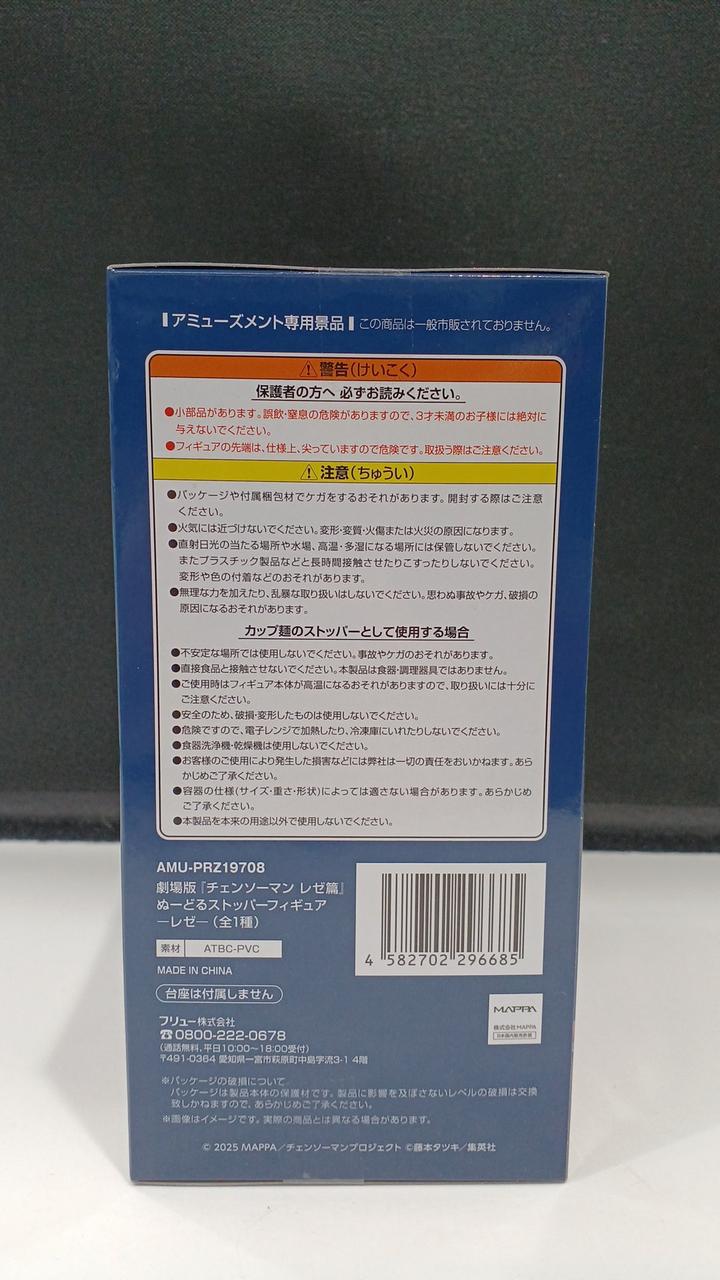 アミューズメント専用景品 この商品は一般市販されておりません。
⚠警告(けいこく)
保護者の方へ 必ずお読みください。
●小部品があります。誤飲・窒息の危険がありますので、3才未満のお子様には絶対に
与えないでください。
●フィギュアの先端は、仕様上、尖っていますので危険です。取扱う際はご注意ください。
⚠注意(ちゅうい)
●パッケージや付属梱包材でケガをするおそれがあります。開封する際はご注意
ください。
●火気には近づけないでください。変形・変質・火傷または火災の原因になります。
●直射日光の当たる場所や水場、高温・多湿になる場所には保管しないでください。
またプラスチック製品などと長時間接触させたりこすったりしないでください。
変形や色の付着などのおそれがあります。
●無理な力を加えたり、乱暴な取り扱いはしないでください。思わぬ事故やケガ、破損の
原因になるおそれがあります。
カップ麺のストッパーとして使用する場合
●不安定な場所では使用しないでください。事故やケガのおそれがあります。
●直接食品と接触させないでください。本製品は食器・調理器具ではありません。
●ご使用時はフィギュア本体が高温になるおそれがありますので、取り扱いには十分に
ご注意ください。
●安全のため、破損・変形したものは使用しないでください。
●危険ですので、電子レンジで加熱したり、冷凍庫にいれたりしないでください。
●食器洗浄機・乾燥機は使用しないでください。
●お客様のご使用により発生した損害などには弊社は一切の責任をおいかねます。あら
かじめご了承ください。
●容器の仕様(サイズ・重さ・形状)によっては適さない場合があります。あらかじめ
ご了承ください。
●本製品を本来の用途以外で使用しないでください。
AMU-PRZ19708
劇場版『チェンソーマン レゼ篇』
ぬーどるストッパーフィギュア
―レゼ―(全1種)
素材 ATBC-PVC
MADE IN CHINA
台座は付属しません
4 582702 296685
フリュー株式会社
☎0800-222-0678
(通話無料、平日10:00~18:00受付)
〒491-0364 愛知県一宮市萩原町中島字流3-1 4階
MAPPA
株式会社MAPPA
日本国内販売許諾
※パッケージの破損について
パッケージは製品本体の保護材です。製品に影響を及ぼさないレベルの破損は交換
致しかねますので、あらかじめご了承ください。
※画像はイメージです。実際の商品とは異なる場合があります。
© 2025 MAPPA/チェンソーマンプロジェクト ©藤本タツキ/集英社